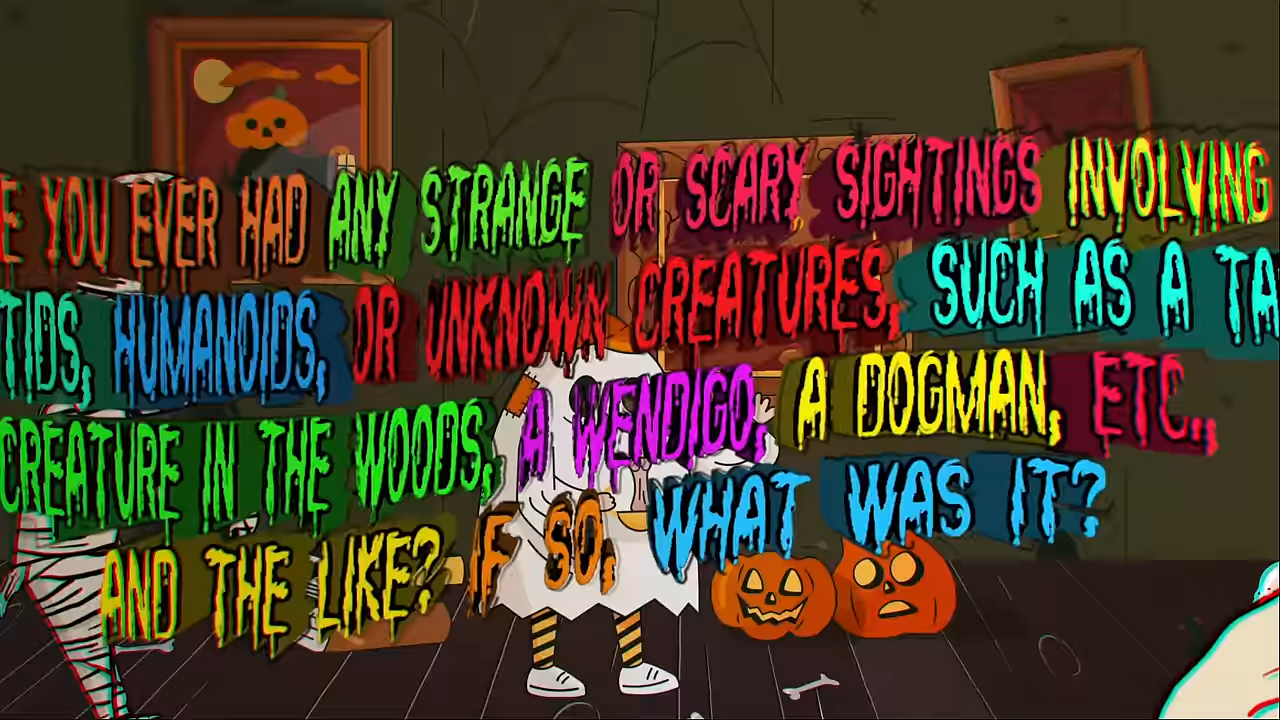 E YOU EVER HAD ANY STRANGE OR SCARY SIGHTINGS INVOLVING
TIDS, HUMANOIDS, OR UNKNOWN CREATURES, SUCH AS A TA
CREATURE IN THE WOODS, A WENDIGO, A DOGMAN, ETC.,
AND THE LIKE? IF SO, WHAT WAS IT?